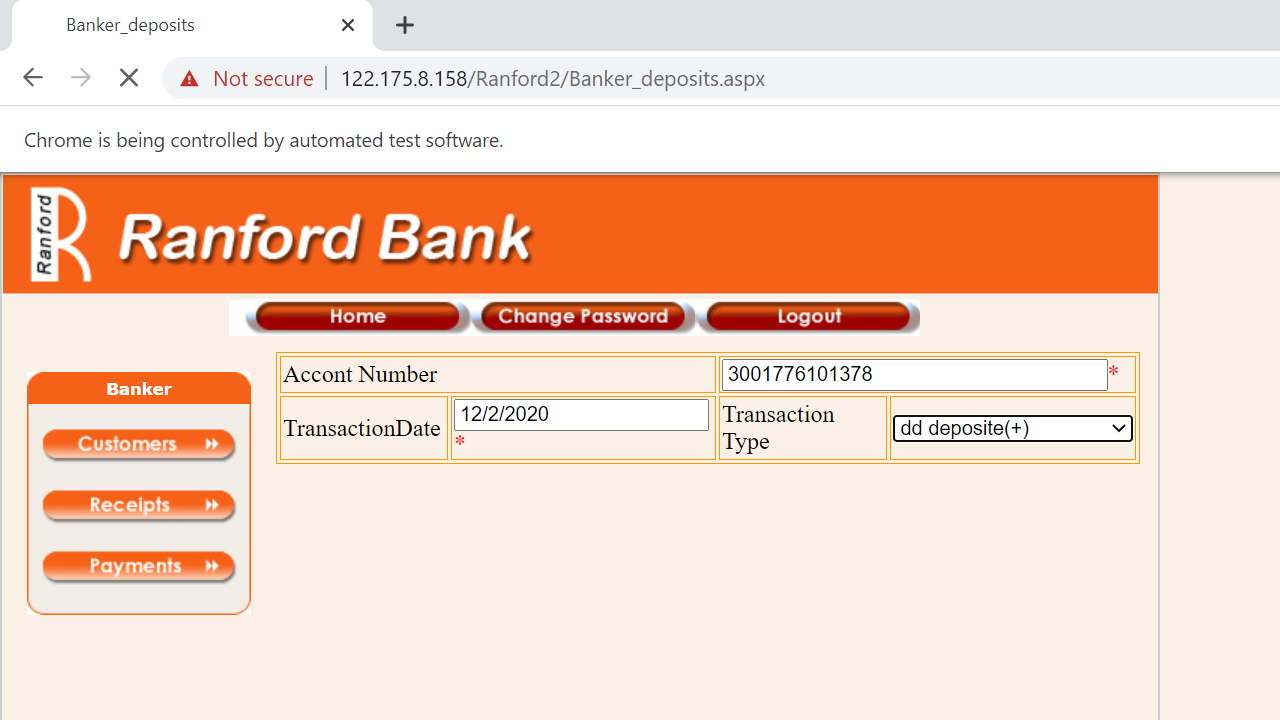 Banker_deposits
Not secure | 122.175.8.158/Ranford2/Banker_deposits.aspx
Chrome is being controlled by automated test software.
Ranford
Ranford Bank
Home Change Password Logout
Banker
Customers
Receipts
Payments
Accont Number 3001776101378 *
TransactionDate 12/2/2020 * Transaction Type dd deposite(+)